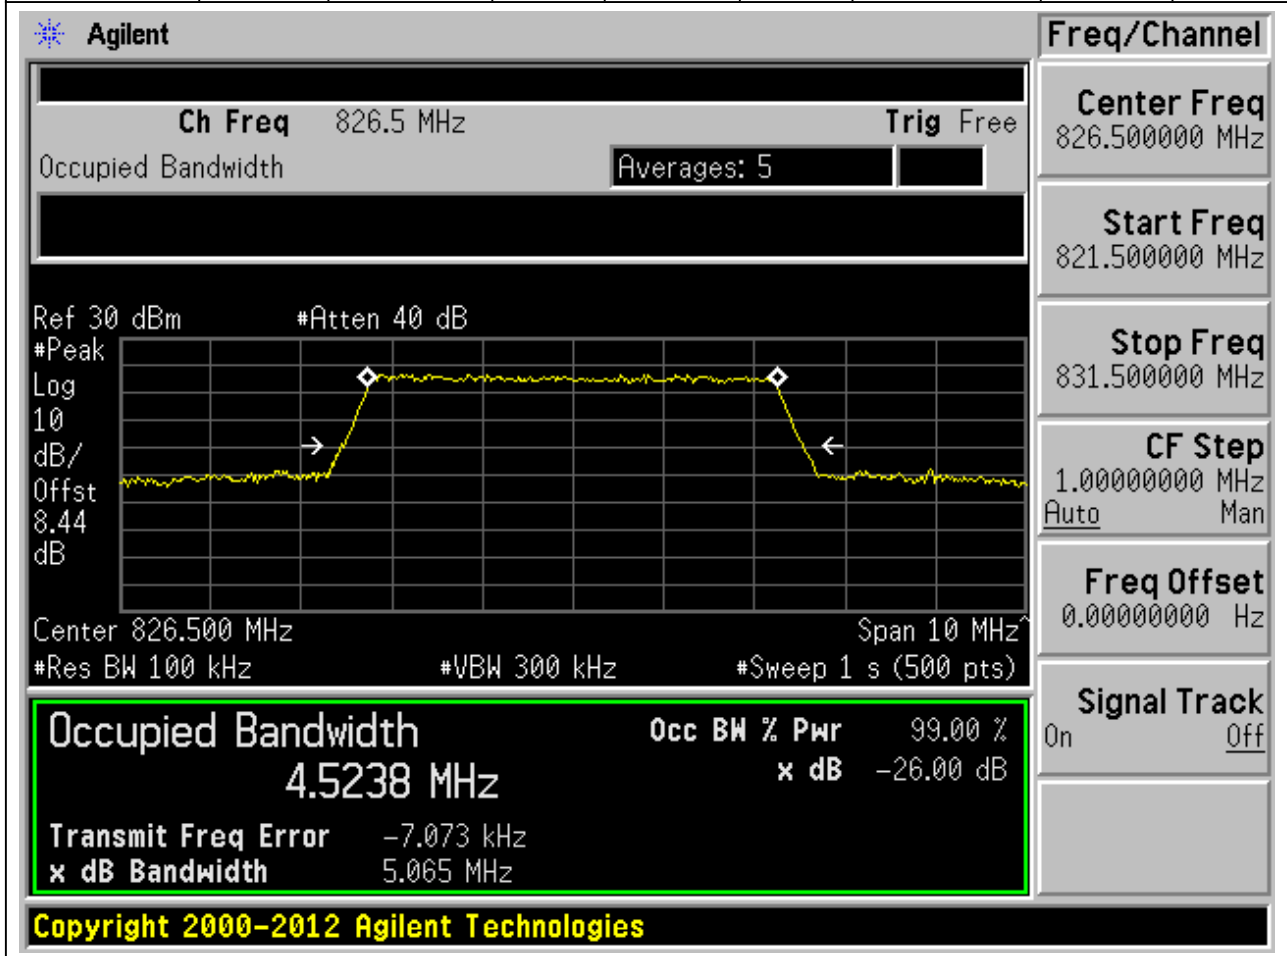 Agilent
Freq/Channel
Ch Freq 826.5 MHz Trig Free
Occupied Bandwidth Averages: 5
Center Freq
826.500000 MHz
Start Freq
821.500000 MHz
Stop Freq
831.500000 MHz
CF Step
1.00000000 MHz
Auto Man
Freq Offset
0.00000000 Hz
Signal Track
On Off
Ref 30 dBm #Atten 40 dB
#Peak
Log
10
dB/
Offst
8.44
dB
Center 826.500 MHz Span 10 MHz^
#Res BW 100 kHz #VBW 300 kHz #Sweep 1 s (500 pts)
Occupied Bandwidth
4.5238 MHz
Occ BW % Pwr 99.00 %
x dB -26.00 dB
Transmit Freq Error -7.073 kHz
x dB Bandwidth 5.065 MHz
Copyright 2000-2012 Agilent Technologies